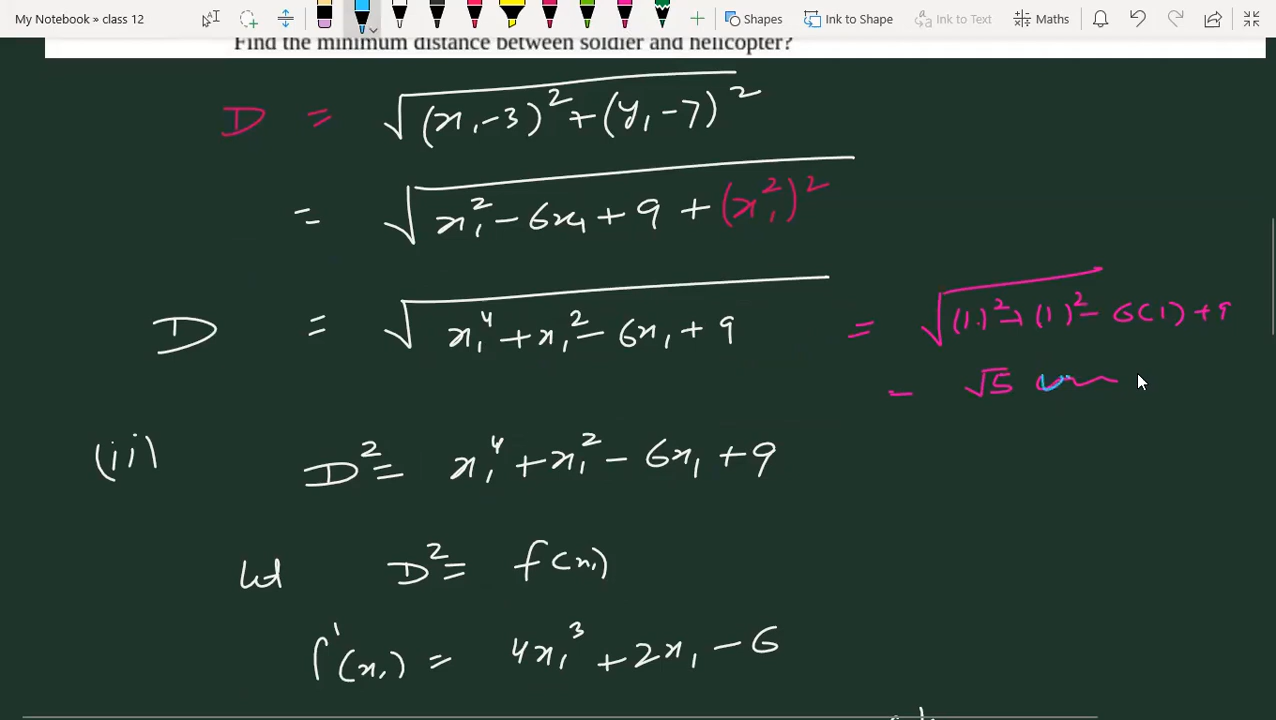 My Notebook » class 12
Shapes
Ink to Shape
Ink to Text
Maths
Find the minimum distance between soldier and helicopter?
D = √(x₁-3)² + (y₁-7)²
= √x₁² - 6x₁ + 9 + (x₁²)²
D = √x₁⁴ + x₁² - 6x₁ + 9
= √(1)² + (1)² - 6(1) + 9
- √5
(ii) D² = x₁⁴ + x₁² - 6x₁ + 9
Let D² = f(x₁)
f'(x₁) = 4x₁³ + 2x₁ - 6